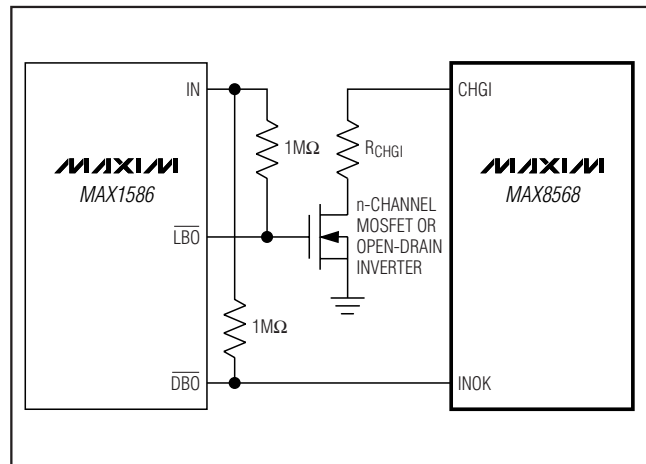 IN
CHGI
1MΩ
RCHGI
MAXIM
MAX1586
MAXIM
MAX8568
n-CHANNEL
MOSFET OR
OPEN-DRAIN
INVERTER
LBO
1MΩ
DBO
INOK